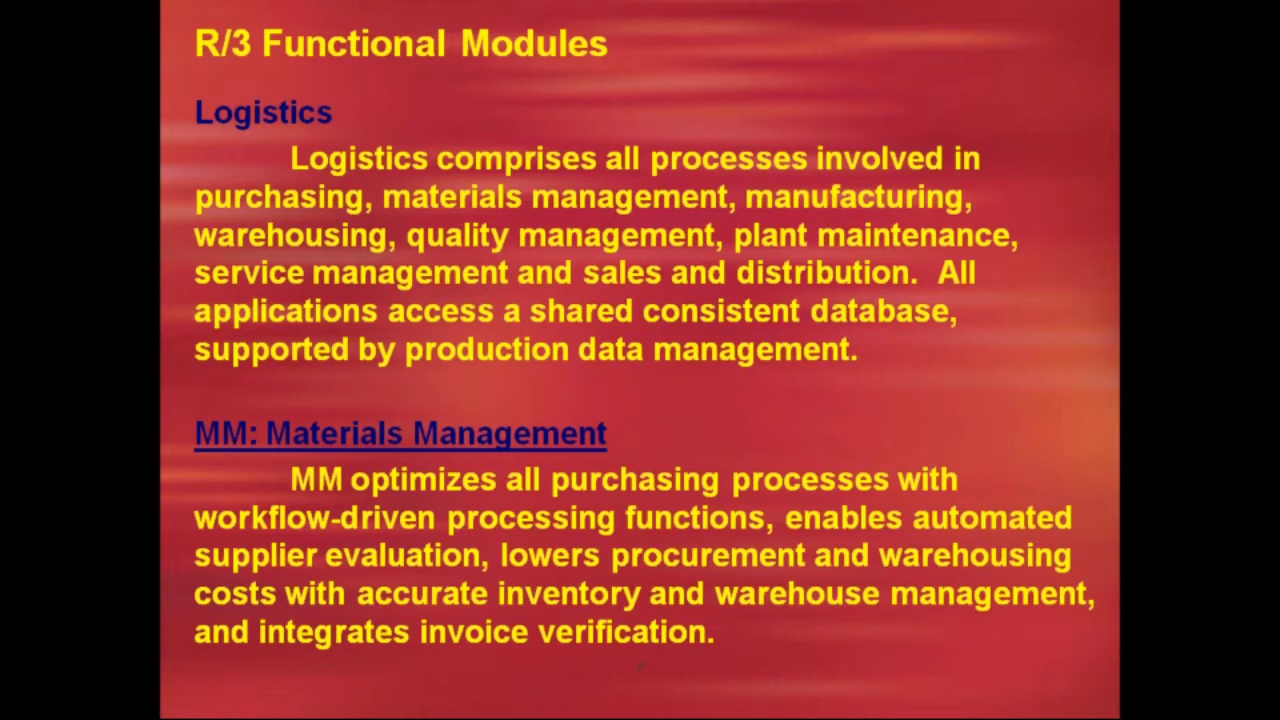 R/3 Functional Modules
Logistics
Logistics comprises all processes involved in
purchasing, materials management, manufacturing,
warehousing, quality management, plant maintenance,
service management and sales and distribution.  All
applications access a shared consistent database,
supported by production data management.
MM: Materials Management
MM optimizes all purchasing processes with
workflow-driven processing functions, enables automated
supplier evaluation, lowers procurement and warehousing
costs with accurate inventory and warehouse management,
and integrates invoice verification.